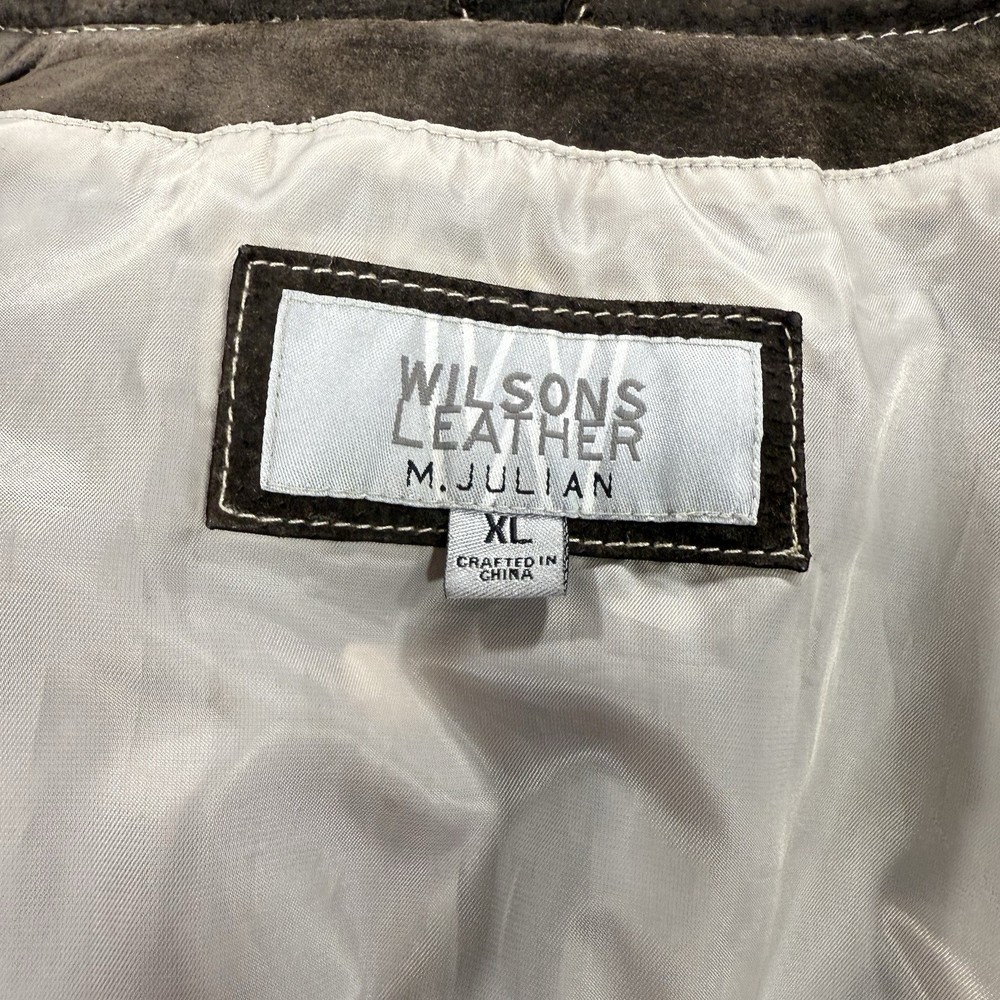 WILSONS
LEATHER
M. JULIAN
XL
CRAFTED IN
CHINA